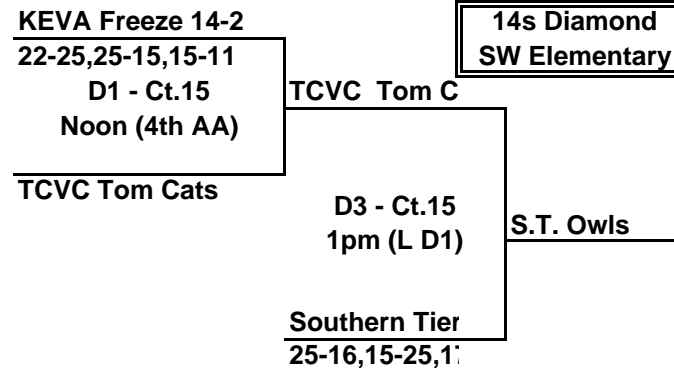 KEVA Freeze 14-2
14s Diamond
22-25,25-15,15-11
SW Elementary
D1 - Ct.15
TCVC Tom C
Noon (4th AA)
TCVC Tom Cats
D3 - Ct.15
S.T. Owls
1pm (L D1)
Southern Tier
25-16,15-25,